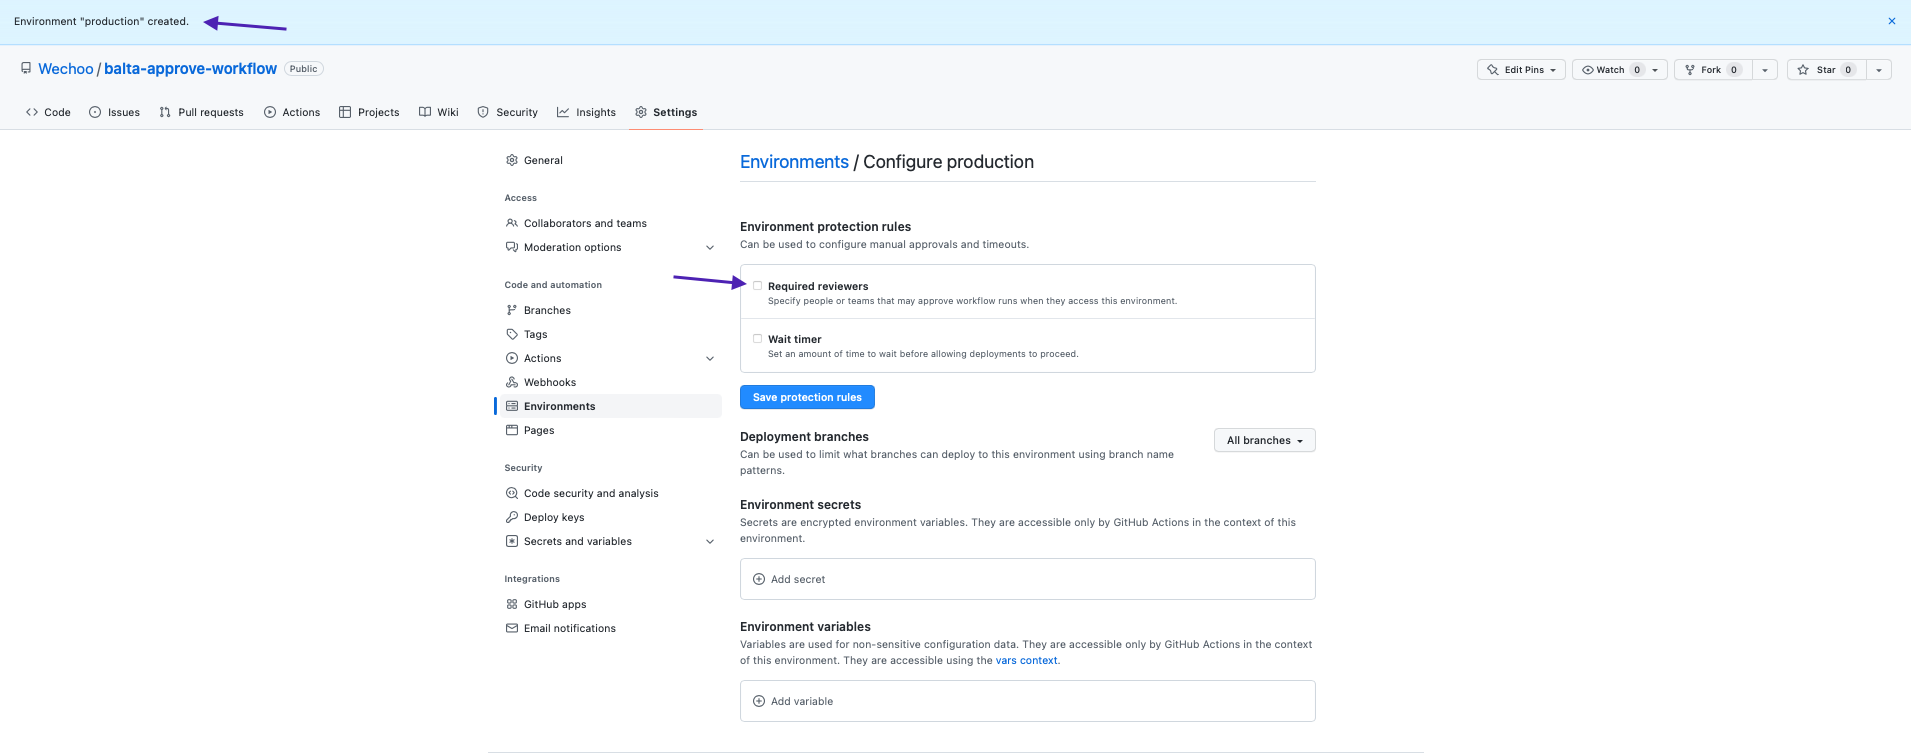 Environment "production" created.
Wechoo / balta-approve-workflow Public
Edit Pins
Watch 0
Fork 0
Star 0
Code
Issues
Pull requests
Actions
Projects
Wiki
Security
Insights
Settings
General
Access
Collaborators and teams
Moderation options
Code and automation
Branches
Tags
Actions
Webhooks
Environments
Pages
Security
Code security and analysis
Deploy keys
Secrets and variables
Integrations
GitHub apps
Email notifications
Environments / Configure production
Environment protection rules
Can be used to configure manual approvals and timeouts.
Required reviewers
Specify people or teams that may approve workflow runs when they access this environment.
Wait timer
Set an amount of time to wait before allowing deployments to proceed.
Save protection rules
Deployment branches
All branches
Can be used to limit what branches can deploy to this environment using branch name
patterns.
Environment secrets
Secrets are encrypted environment variables. They are accessible only by GitHub Actions in the context of this
environment.
Add secret
Environment variables
Variables are used for non-sensitive configuration data. They are accessible only by GitHub Actions in the context
of this environment. They are accessible using the vars context.
Add variable